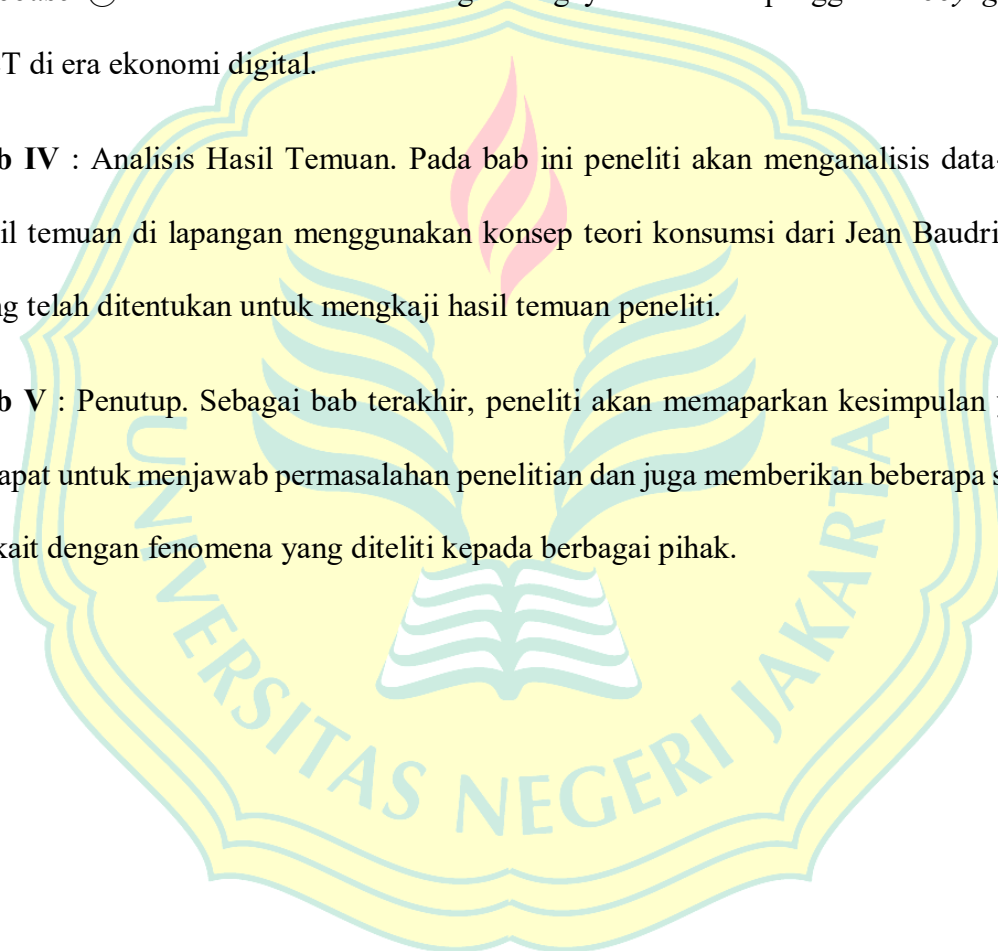 T di era ekonomi digital.
b IV : Analisis Hasil Temuan. Pada bab ini peneliti akan menganalisis data-
il temuan di lapangan menggunakan konsep teori konsumsi dari Jean Baudri
g telah ditentukan untuk mengkaji hasil temuan peneliti.
b V : Penutup. Sebagai bab terakhir, peneliti akan memaparkan kesimpulan
apat untuk menjawab permasalahan penelitian dan juga memberikan beberapa s
kait dengan fenomena yang diteliti kepada berbagai pihak.
UNIVERSITAS NEGERI JAKARTA